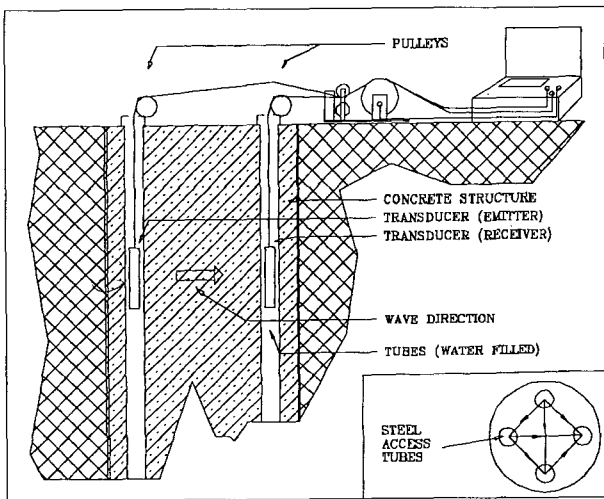 PULLEYS
CONCRETE STRUCTURE
TRANSDUCER (EMITTER)
TRANSDUCER (RECEIVER)
WAVE DIRECTION
TUBES (WATER FILLED)
STEEL
ACCESS
TUBES